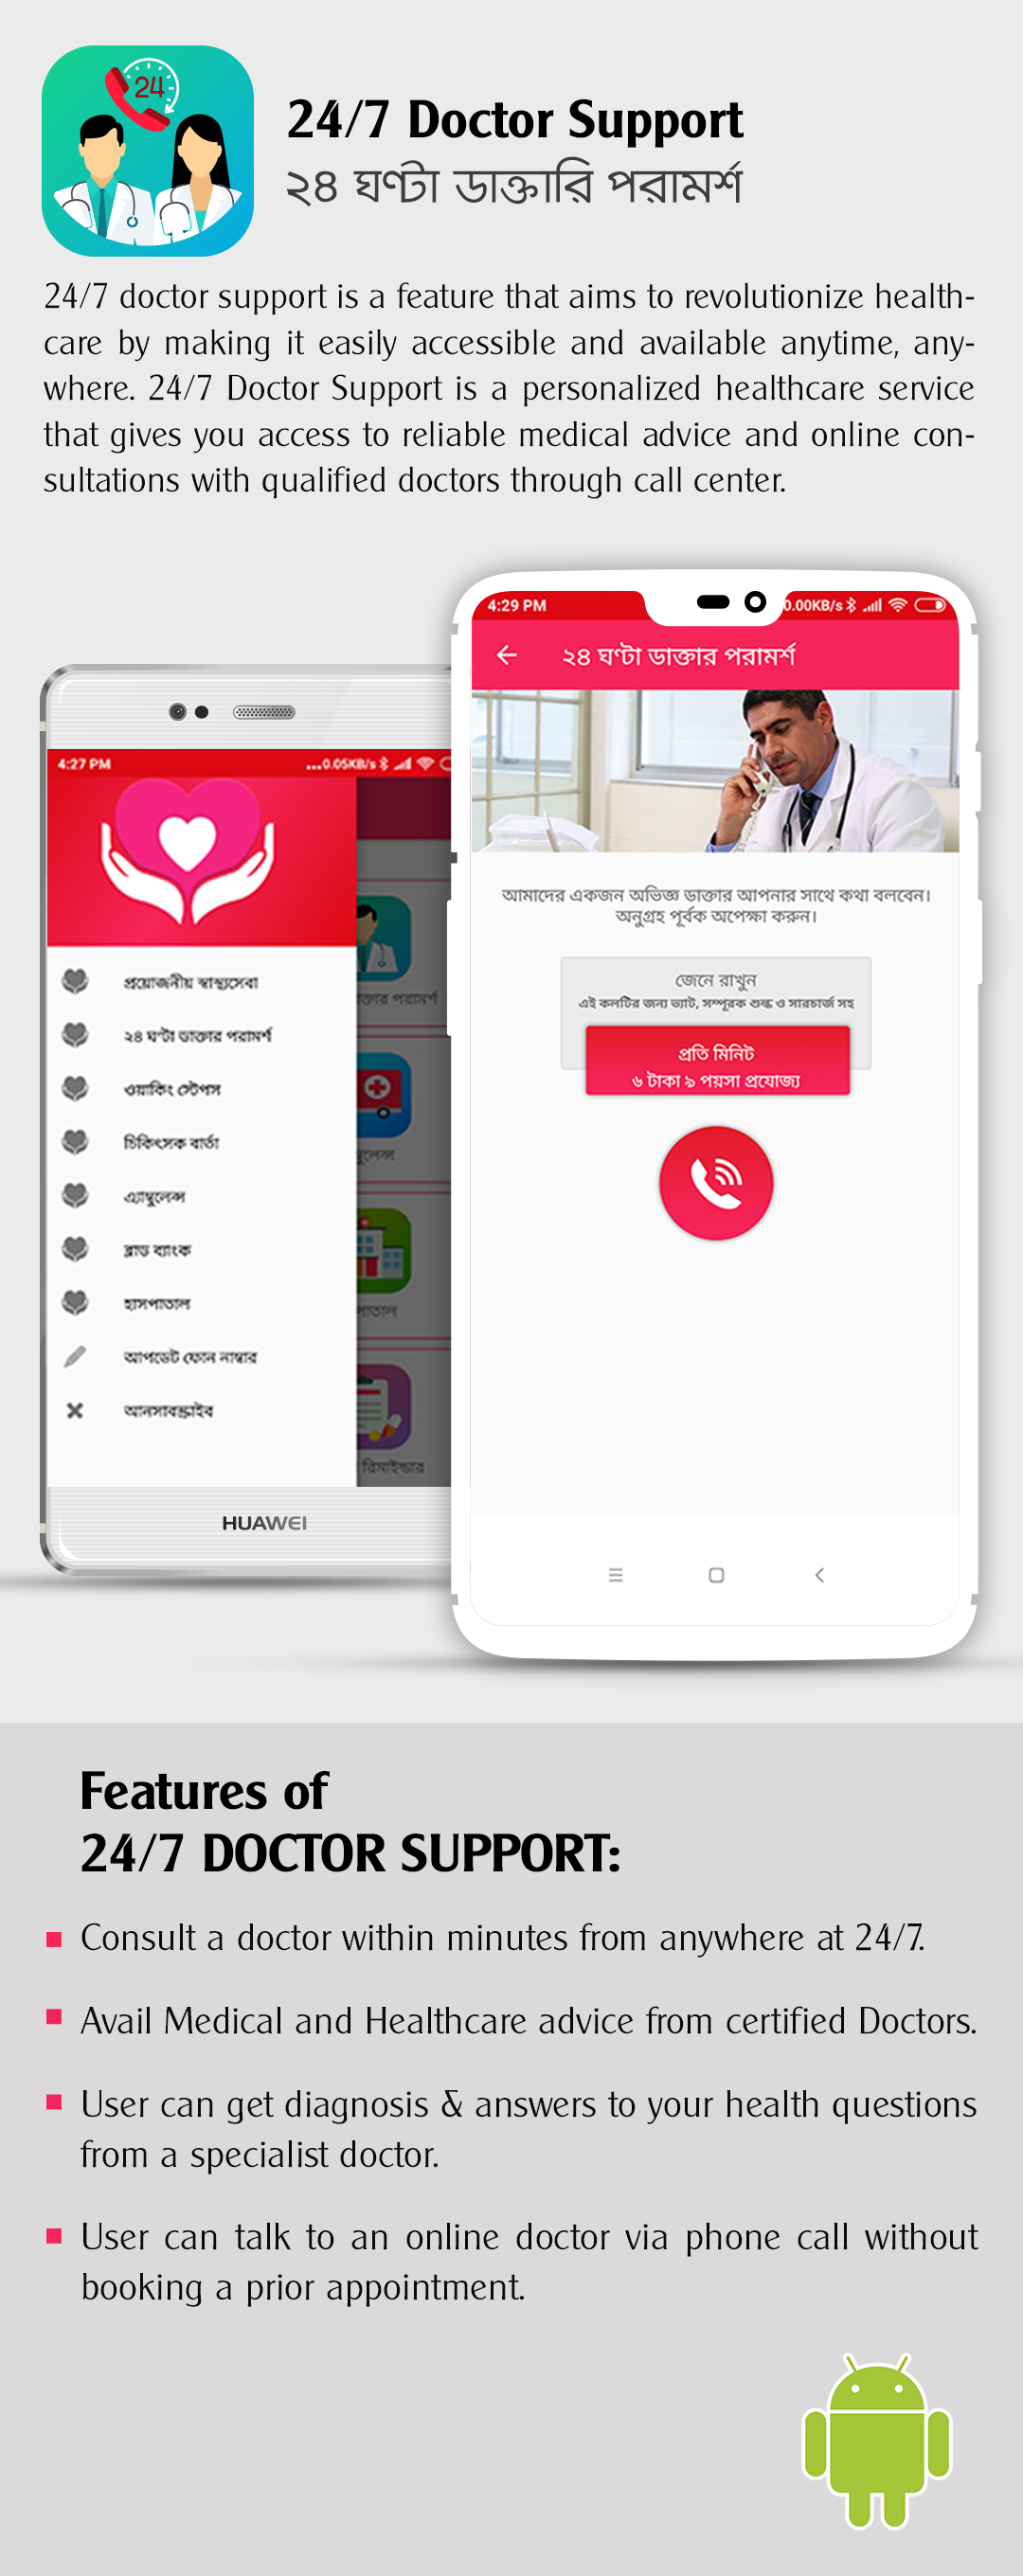 24
24/7 Doctor Support
২৪ ঘণ্টা ডাক্তারি পরামর্শ
24/7 doctor support is a feature that aims to revolutionize health-
care by making it easily accessible and available anytime, any-
where. 24/7 Doctor Support is a personalized healthcare service
that gives you access to reliable medical advice and online con-
sultations with qualified doctors through call center.
4:27 PM
...0.05KB/s
প্রয়োজনীয় স্বাস্থ্যসেবা
২৪ ঘণ্টা ডাক্তার পরামর্শ
ওয়াকিং স্টেপস
চিকিৎসক বার্তা
এ্যাম্বুলেন্স
ব্লাড ব্যাংক
হাসপাতাল
আপডেট ফোন নাম্বার
আনসাবস্ক্রাইব
পরামর্শ
রিমাইন্ডার
HUAWEI
4:29 PM
0.00KB/s
২৪ ঘণ্টা ডাক্তার পরামর্শ
আমাদের একজন অভিজ্ঞ ডাক্তার আপনার সাথে কথা বলবেন।
অনুগ্রহ পূর্বক অপেক্ষা করুন।
জেনে রাখুন
এই কলটির জন্য ভ্যাট, সম্পূরক শুল্ক ও সারচার্জ সহ
প্রতি মিনিট
৬ টাকা ৯ পয়সা প্রযোজ্য
Features of
24/7 DOCTOR SUPPORT:
Consult a doctor within minutes from anywhere at 24/7.
Avail Medical and Healthcare advice from certified Doctors.
User can get diagnosis & answers to your health questions
from a specialist doctor.
User can talk to an online doctor via phone call without
booking a prior appointment.